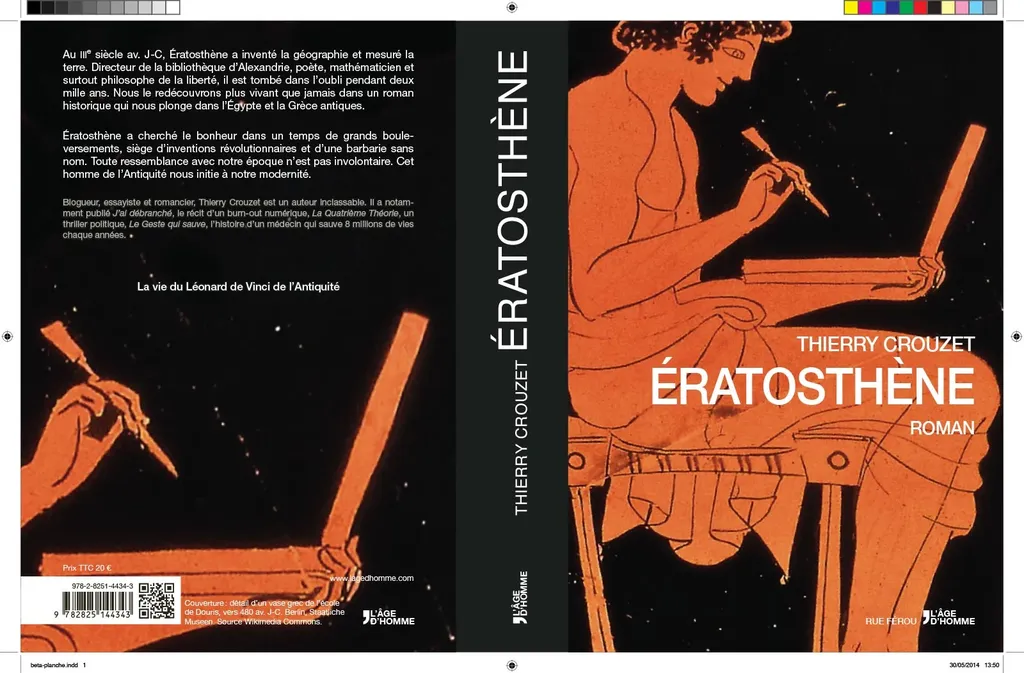 Au IIIe siècle av. J-C, Ératosthène a inventé la géographie et mesuré la
terre. Directeur de la bibliothèque d'Alexandrie, poète, mathématicien et
surtout philosophe de la liberté, il est tombé dans l'oubli pendant deux
mille ans. Nous le redécouvrons plus vivant que jamais dans un roman
historique qui nous plonge dans l'Égypte et la Grèce antiques.
Ératosthène a cherché le bonheur dans un temps de grands boule-
versements, siège d'inventions révolutionnaires et d'une barbarie sans
nom. Toute ressemblance avec notre époque n'est pas involontaire. Cet
homme de l'Antiquité nous initie à notre modernité.
Blogueur, essayiste et romancier, Thierry Crouzet est un auteur inclassable. Il a notam-
ment publié J'ai débranché, le récit d'un burn-out numérique, La Quatrième Théorie, un
thriller politique, Le Geste qui sauve, l'histoire d'un médecin qui sauve 8 millions de vies
chaque années.
La vie du Léonard de Vinci de l'Antiquité
Prix TTC 20 €
978-2-8251-4434-3
9 782825 144343
www.lagedhomme.com
Couverture : détail d'un vase grec de l'école
de Douris, vers 480 av. J-C. Berlin, Staatliche
Museen. Source Wikimedia Commons.
L'ÂGE
D'HOMME
THIERRY CROUZET ÉRATOSTHÈNE
L'ÂGE
D'HOMME
THIERRY CROUZET
ÉRATOSTHÈNE
ROMAN
RUE FÉROU
L'ÂGE
D'HOMME
beta-planche.indd 1
30/05/2014 13:50